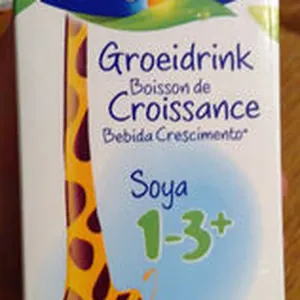 Groeidrink
Boisson de
Croissance
Bebida Crescimento*
Soya
1-3+